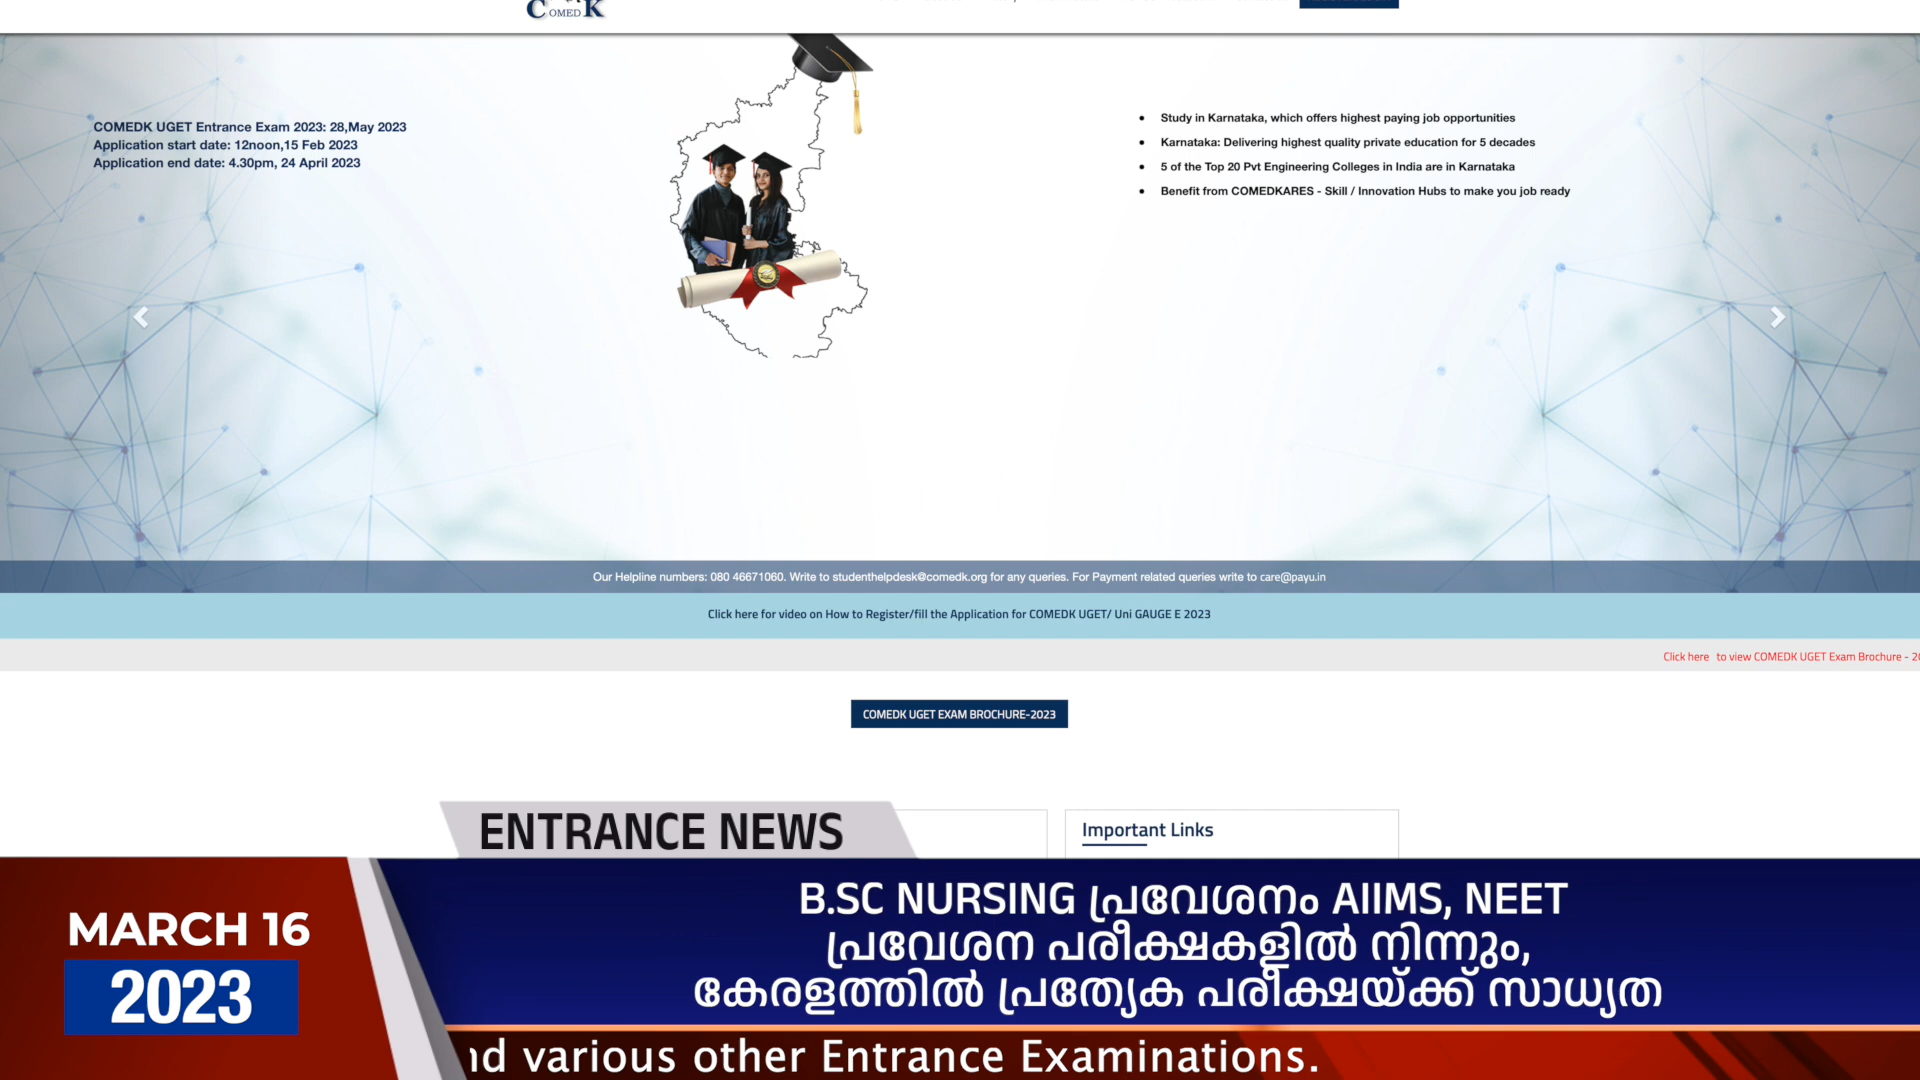 COMEDK
COMEDK UGET Entrance Exam 2023: 28,May 2023
Application start date: 12noon,15 Feb 2023
Application end date: 4.30pm, 24 April 2023
• Study in Karnataka, which offers highest paying job opportunities
• Karnataka: Delivering highest quality private education for 5 decades
• 5 of the Top 20 Pvt Engineering Colleges in India are in Karnataka
• Benefit from COMEDKARES - Skill / Innovation Hubs to make you job ready
Our Helpline numbers: 080 46671060. Write to studenthelpdesk@comedk.org for any queries. For Payment related queries write to care@payu.in
Click here for video on How to Register/fill the Application for COMEDK UGET/ Uni GAUGE E 2023
Click here to view COMEDK UGET Exam Brochure -
COMEDK UGET EXAM BROCHURE-2023
Important Links
ENTRANCE NEWS
MARCH 16
2023
B.SC NURSING പ്രവേശനം AIIMS, NEET
പ്രവേശന പരീക്ഷകളിൽ നിന്നും,
കേരളത്തിൽ പ്രത്യേക പരീക്ഷയ്ക്ക് സാധ്യത
various other Entrance Examinations.